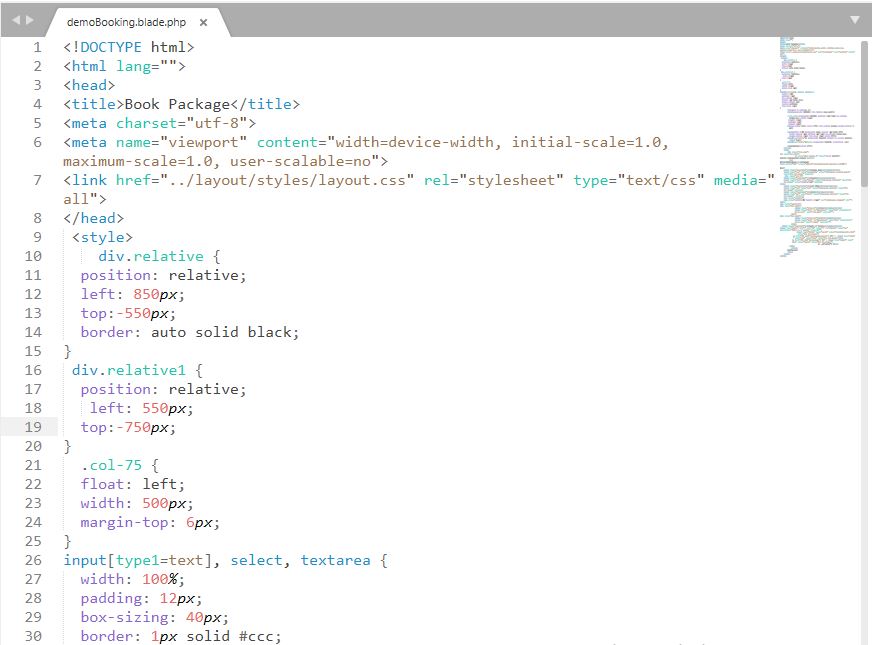 demoBooking.blade.php ×
1 <!DOCTYPE html>
2 <html lang="">
3 <head>
4 <title>Book Package</title>
5 <meta charset="utf-8">
6 <meta name="viewport" content="width=device-width, initial-scale=1.0,
maximum-scale=1.0, user-scalable=no">
7 <link href="../layout/styles/layout.css" rel="stylesheet" type="text/css" media="
all">
8 </head>
9  <style>
10     div.relative {
11   position: relative;
12   left: 850px;
13   top:-550px;
14   border: auto solid black;
15 }
16  div.relative1 {
17   position: relative;
18    left: 550px;
19   top:-750px;
20 }
21   .col-75 {
22   float: left;
23   width: 500px;
24   margin-top: 6px;
25 }
26 input[type1=text], select, textarea {
27   width: 100%;
28   padding: 12px;
29   box-sizing: 40px;
30   border: 1px solid #ccc;